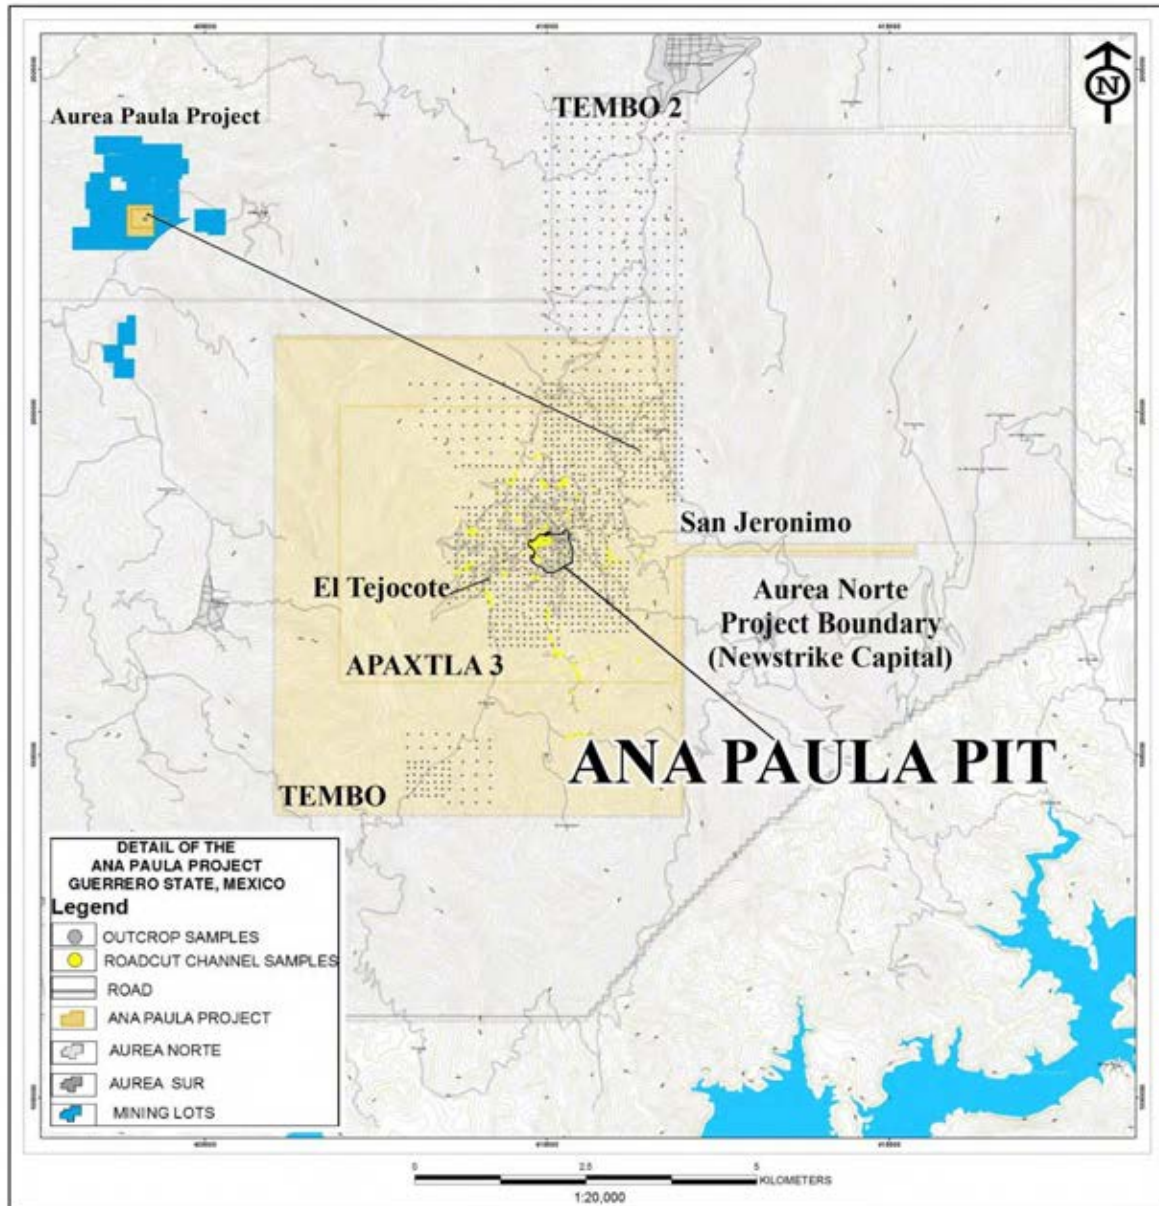 TEMBO 2
N
Aurea Paula Project
San Jeronimo
El Tejocote
Aurea Norte
Project Boundary
(Newstrike Capital)
APAXTLA 3
ANA PAULA PIT
TEMBO
DETAIL OF THE
ANA PAULA PROJECT
GUERRERO STATE, MEXICO
Legend
OUTCROP SAMPLES
ROADCUT CHANNEL SAMPLES
ROAD
ANA PAULA PROJECT
AUREA NORTE
AUREA SUR
MINING LOTS
0 2.5 5
KILOMETERS
1:20,000